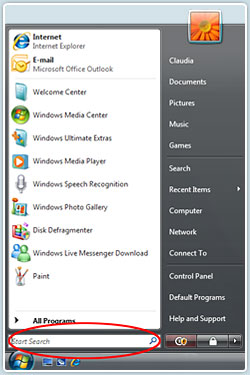 Internet
Internet Explorer
E-mail
Microsoft Office Outlook
Welcome Center
Windows Media Center
Windows Ultimate Extras
Windows Media Player
Windows Speech Recognition
Windows Photo Gallery
Disk Defragmenter
Windows Live Messenger Download
Paint
All Programs
Start Search
Claudia
Documents
Pictures
Music
Games
Search
Recent Items
Computer
Network
Connect To
Control Panel
Default Programs
Help and Support